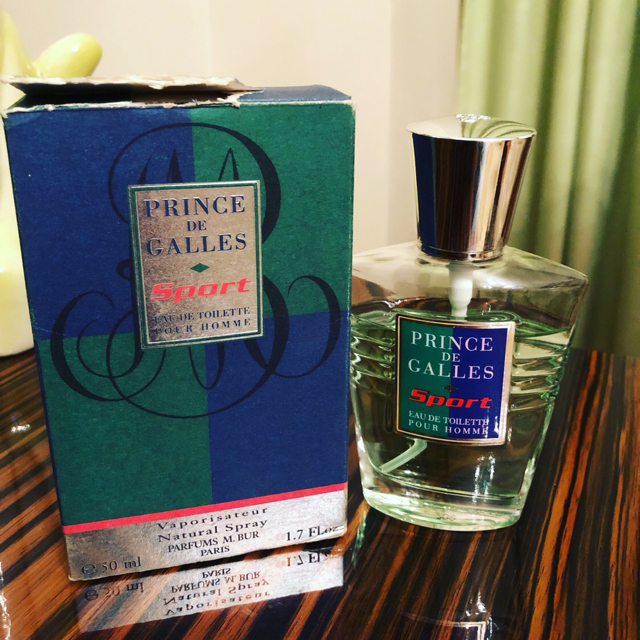 PRINCE
DE
GALLES
Sport
EAU DE TOILETTE
POUR HOMME
Vaporisateur
Natural Spray
PARFUMS M. BUR
PARIS
℮ 50 ml
1.7 Fl.oz
PRINCE
DE
GALLES
Sport
EAU DE TOILETTE
POUR HOMME